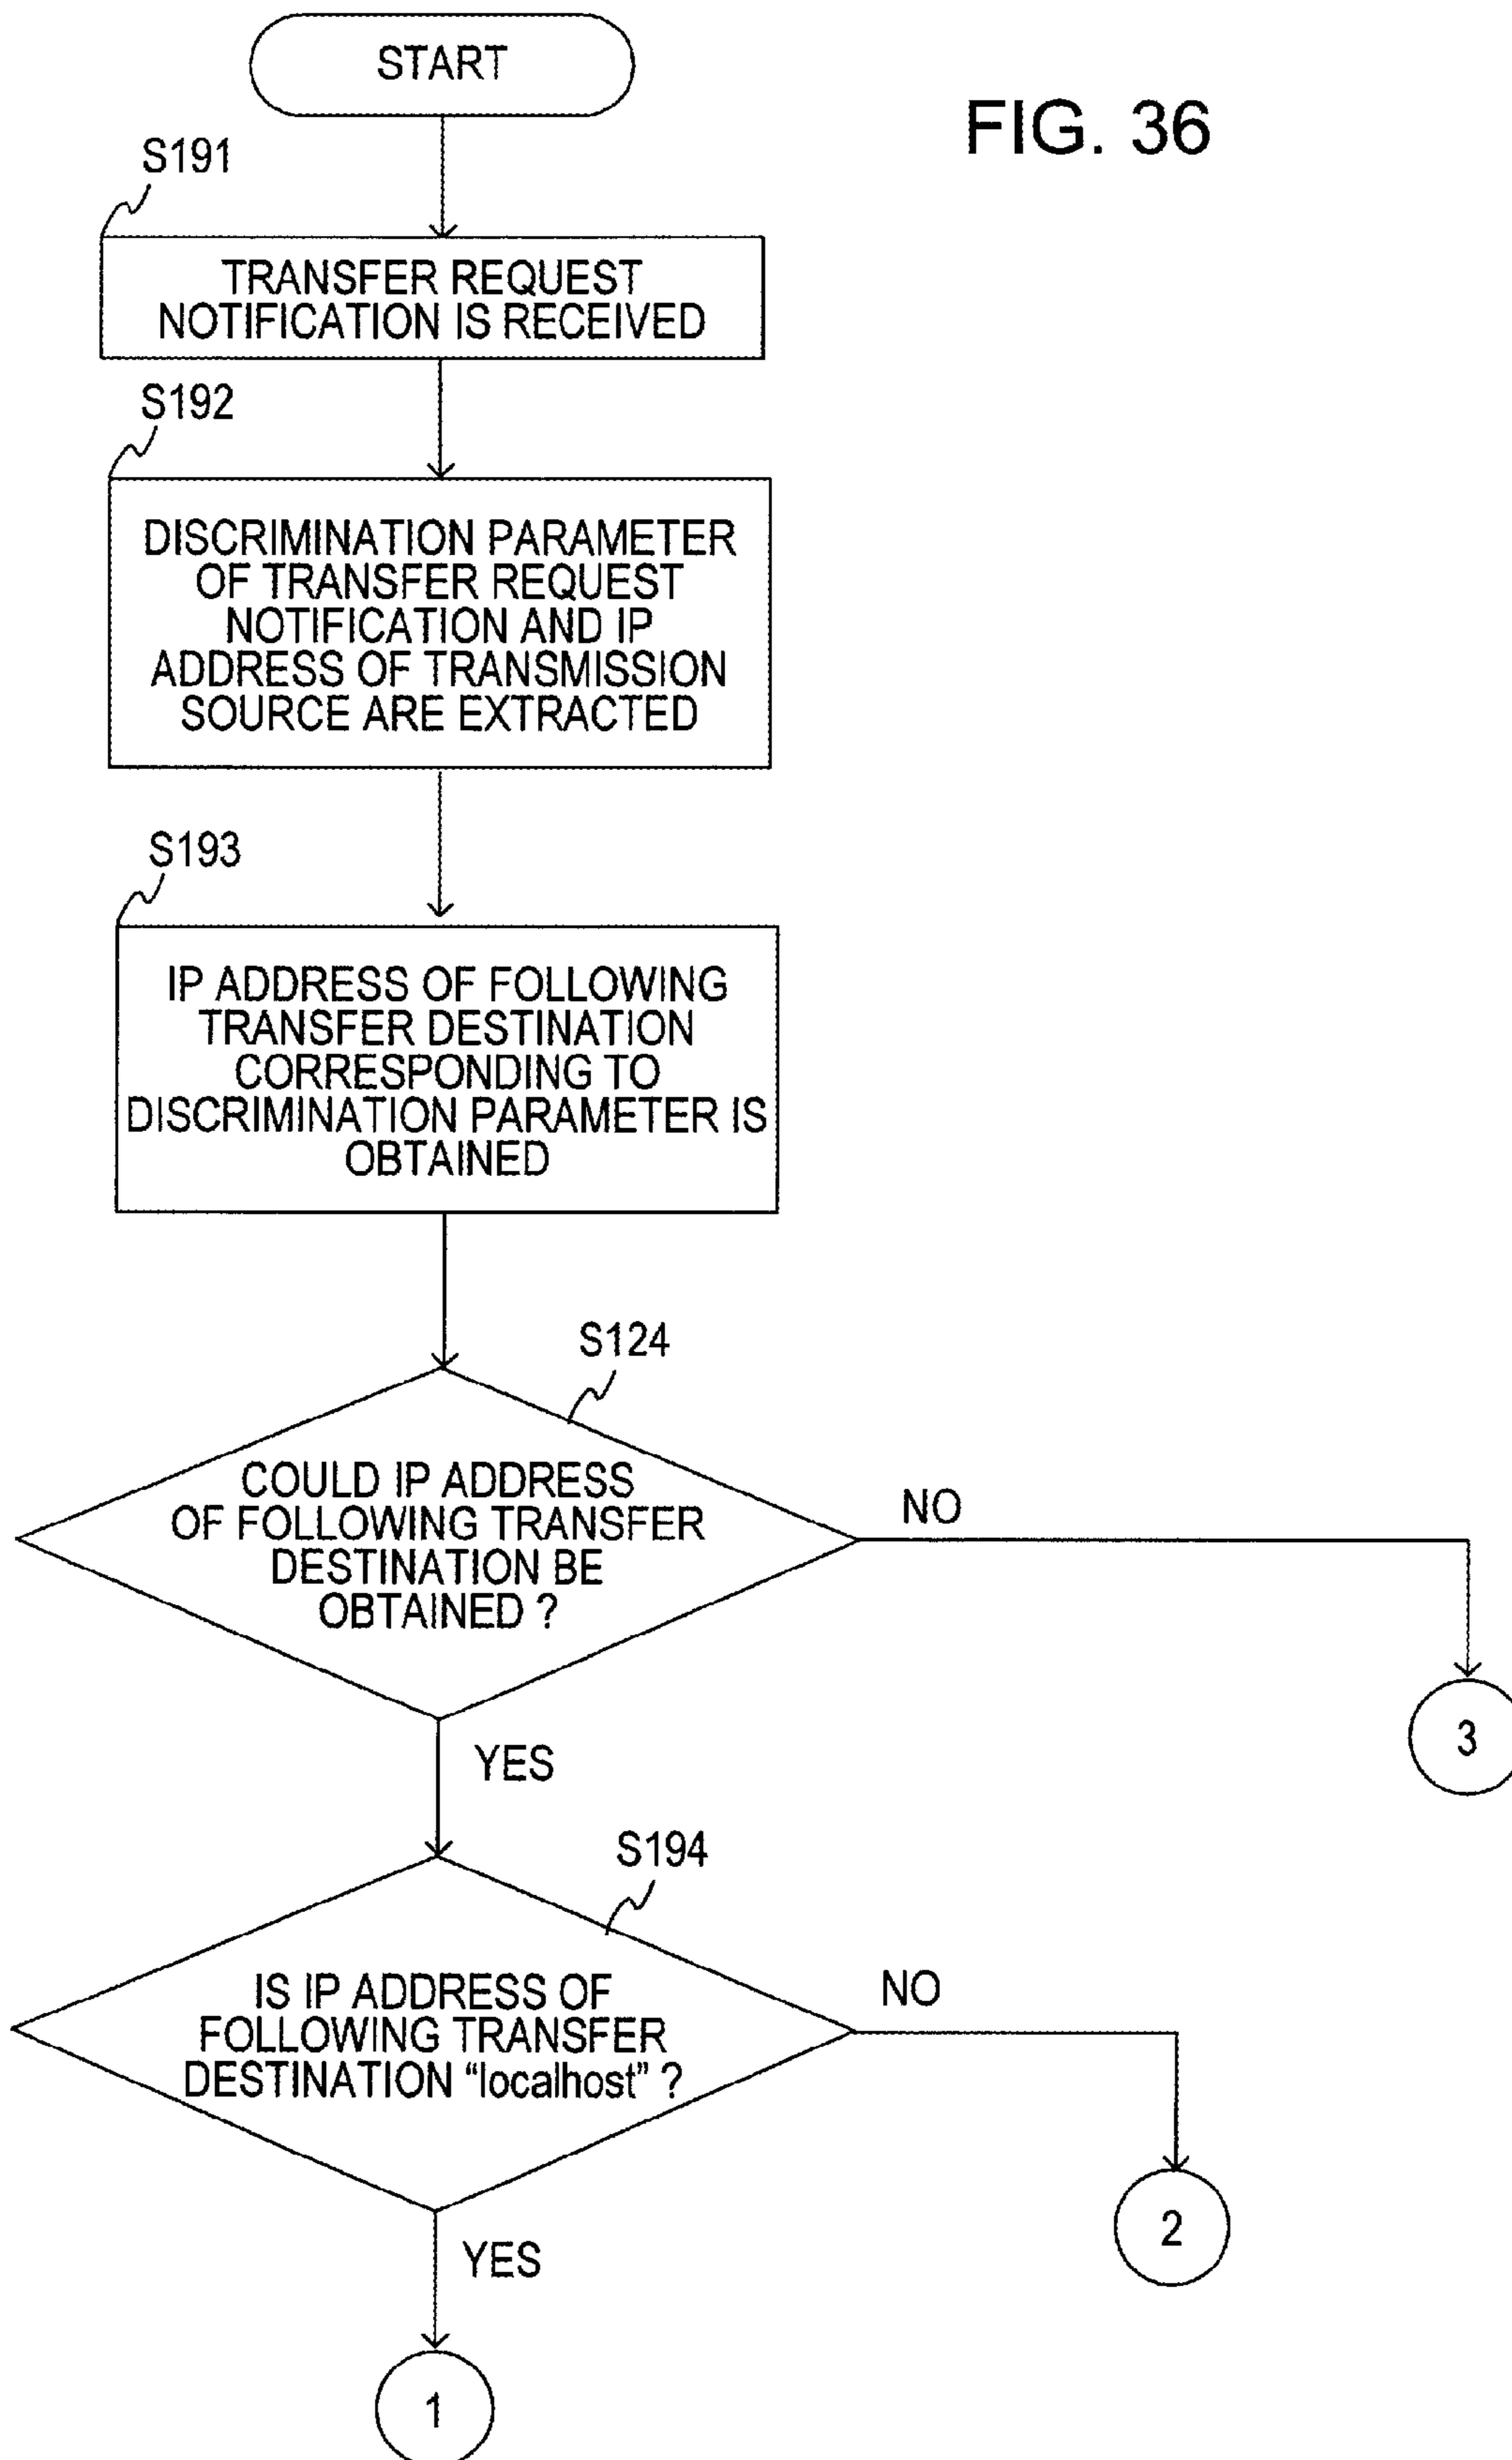 START
FIG. 36
S191
TRANSFER REQUEST
NOTIFICATION IS RECEIVED
S192
DISCRIMINATION PARAMETER
OF TRANSFER REQUEST
NOTIFICATION AND IP
ADDRESS OF TRANSMISSION
SOURCE ARE EXTRACTED
S193
IP ADDRESS OF FOLLOWING
TRANSFER DESTINATION
CORRESPONDING TO
DISCRIMINATION PARAMETER IS
OBTAINED
S124
COULD IP ADDRESS
OF FOLLOWING TRANSFER
DESTINATION BE
OBTAINED ?
NO
3
YES
S194
IS IP ADDRESS OF
FOLLOWING TRANSFER
DESTINATION “localhost” ?
NO
2
YES
1